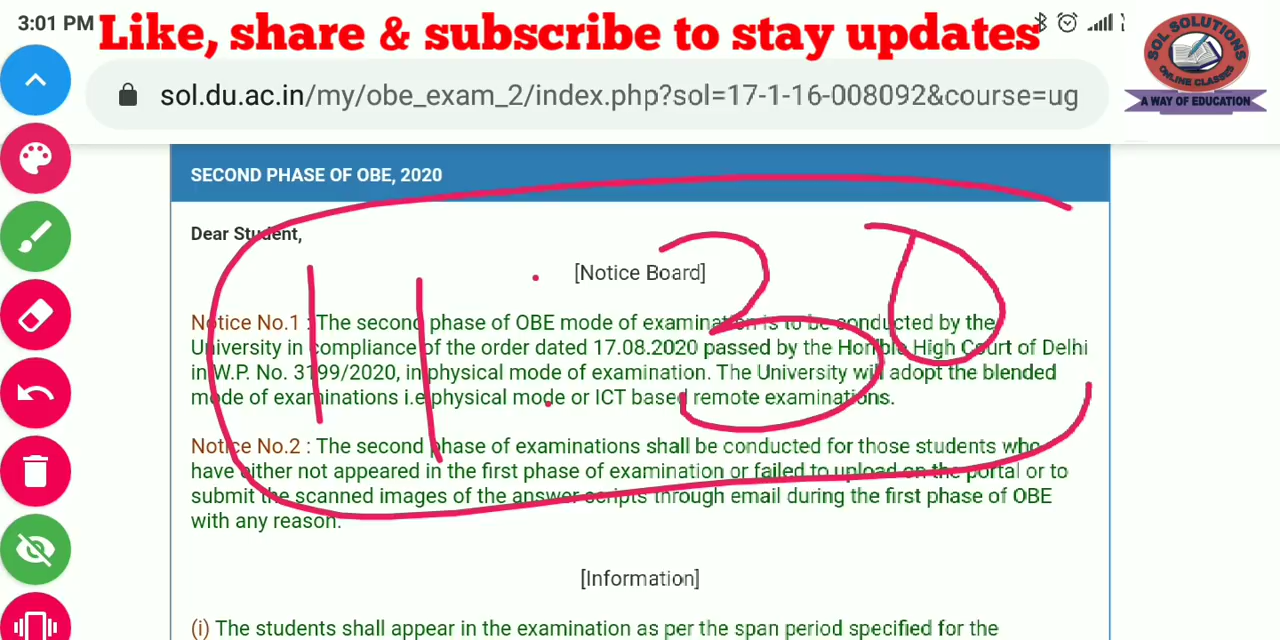 3:01 PM Like, share & subscribe to stay updates
SOL SOLUTIONS
ONLINE CLASSES
A WAY OF EDUCATION
sol.du.ac.in/my/obe_exam_2/index.php?sol=17-1-16-008092&course=ug
SECOND PHASE OF OBE, 2020
Dear Student,
[Notice Board]
11:30
Notice No.1 : The second phase of OBE mode of examination is to be conducted by the
University in compliance of the order dated 17.08.2020 passed by the Hon'ble High Court of Delhi
in W.P. No. 3199/2020, in physical mode of examination. The University will adopt the blended
mode of examinations i.e physical mode or ICT based remote examinations.
Notice No.2 : The second phase of examinations shall be conducted for those students who
have either not appeared in the first phase of examination or failed to upload on the portal or to
submit the scanned images of the answer scripts through email during the first phase of OBE
with any reason.
[Information]
(i) The students shall appear in the examination as per the span period specified for the